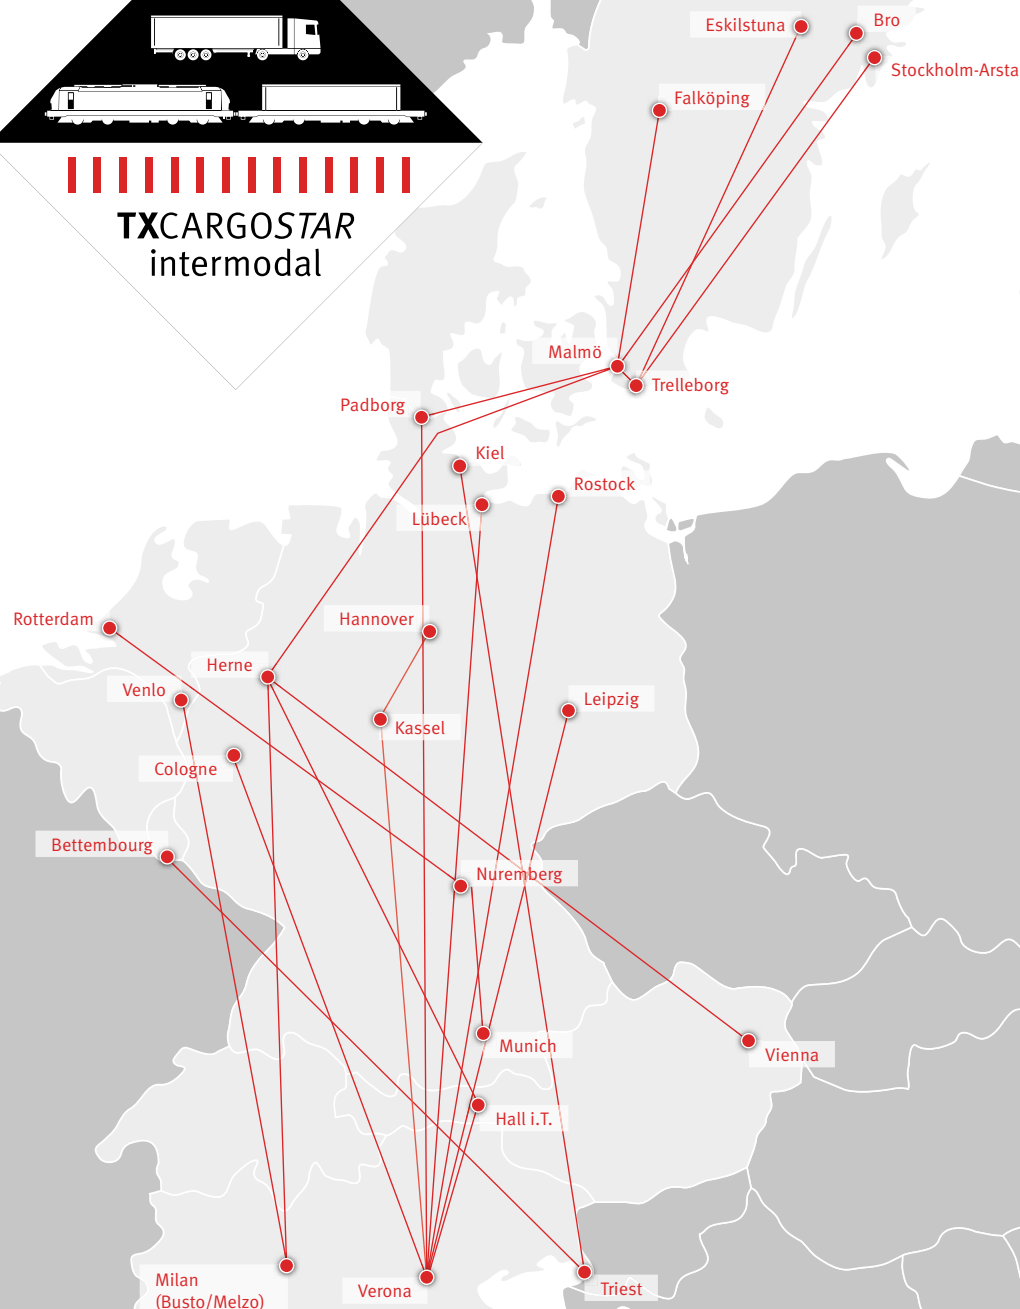 TXCARGOSTAR
intermodal
Eskilstuna
Bro
Stockholm-Arsta
Falköping
Malmö
Trelleborg
Padborg
Kiel
Rostock
Lübeck
Rotterdam
Hannover
Herne
Venlo
Leipzig
Kassel
Cologne
Bettembourg
Nuremberg
Munich
Vienna
Hall i.T.
Milan
(Busto/Melzo)
Verona
Triest